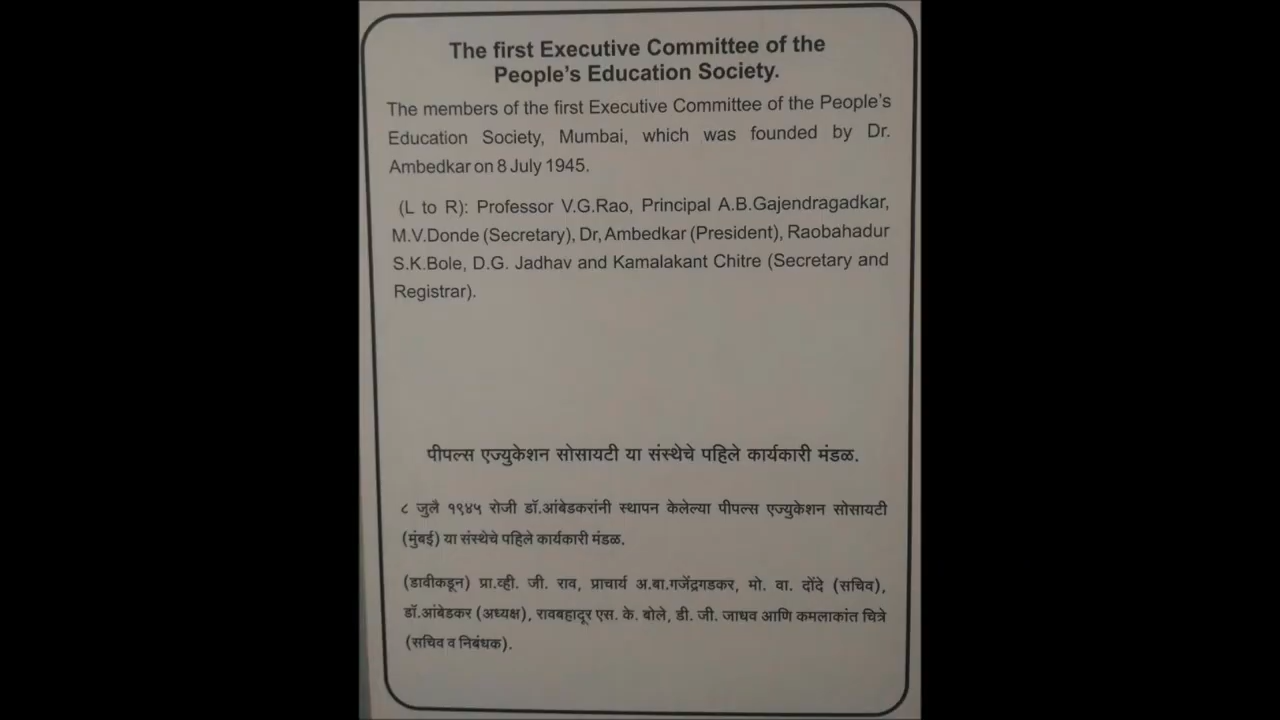 The first Executive Committee of the
People's Education Society.
The members of the first Executive Committee of the People's
Education Society, Mumbai, which was founded by Dr.
Ambedkar on 8 July 1945.
(L to R): Professor V.G.Rao, Principal A.B.Gajendragadkar,
M.V.Donde (Secretary), Dr, Ambedkar (President), Raobahadur
S.K.Bole, D.G. Jadhav and Kamalakant Chitre (Secretary and
Registrar).
पीपल्स एज्युकेशन सोसायटी या संस्थेचे पहिले कार्यकारी मंडळ.
८ जुलै १९४५ रोजी डॉ.आंबेडकरांनी स्थापन केलेल्या पीपल्स एज्युकेशन सोसायटी
(मुंबई) या संस्थेचे पहिले कार्यकारी मंडळ.
(डावीकडून) प्रा.व्ही. जी. राव, प्राचार्य अ.बा.गजेंद्रगडकर, मो. वा. दोंदे (सचिव),
डॉ.आंबेडकर (अध्यक्ष), रावबहादूर एस. के. बोले, डी. जी. जाधव आणि कमलाकांत चित्रे
(सचिव व निबंधक).